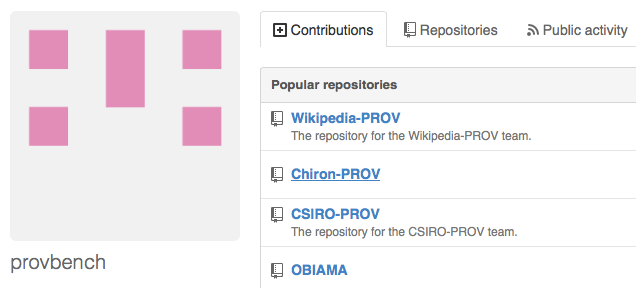 Contributions
Repositories
Public activity
Popular repositories
Wikipedia-PROV
The repository for the Wikipedia-PROV team.
Chiron-PROV
CSIRO-PROV
The repository for the CSIRO-PROV team.
OBIAMA
provbench